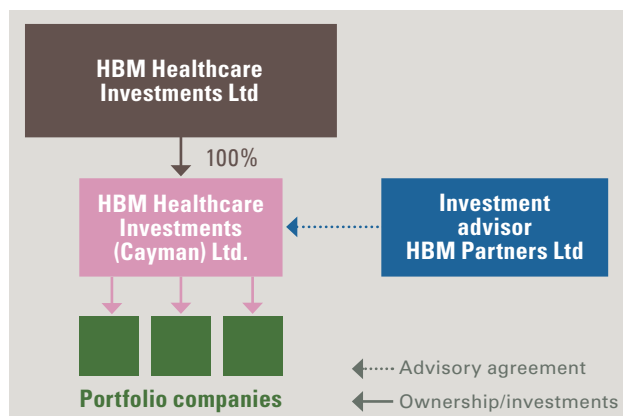 HBM Healthcare
Investments Ltd
100%
HBM Healthcare
Investments
(Cayman) Ltd.
Investment
advisor
HBM Partners Ltd
Portfolio companies
Advisory agreement
Ownership/investments